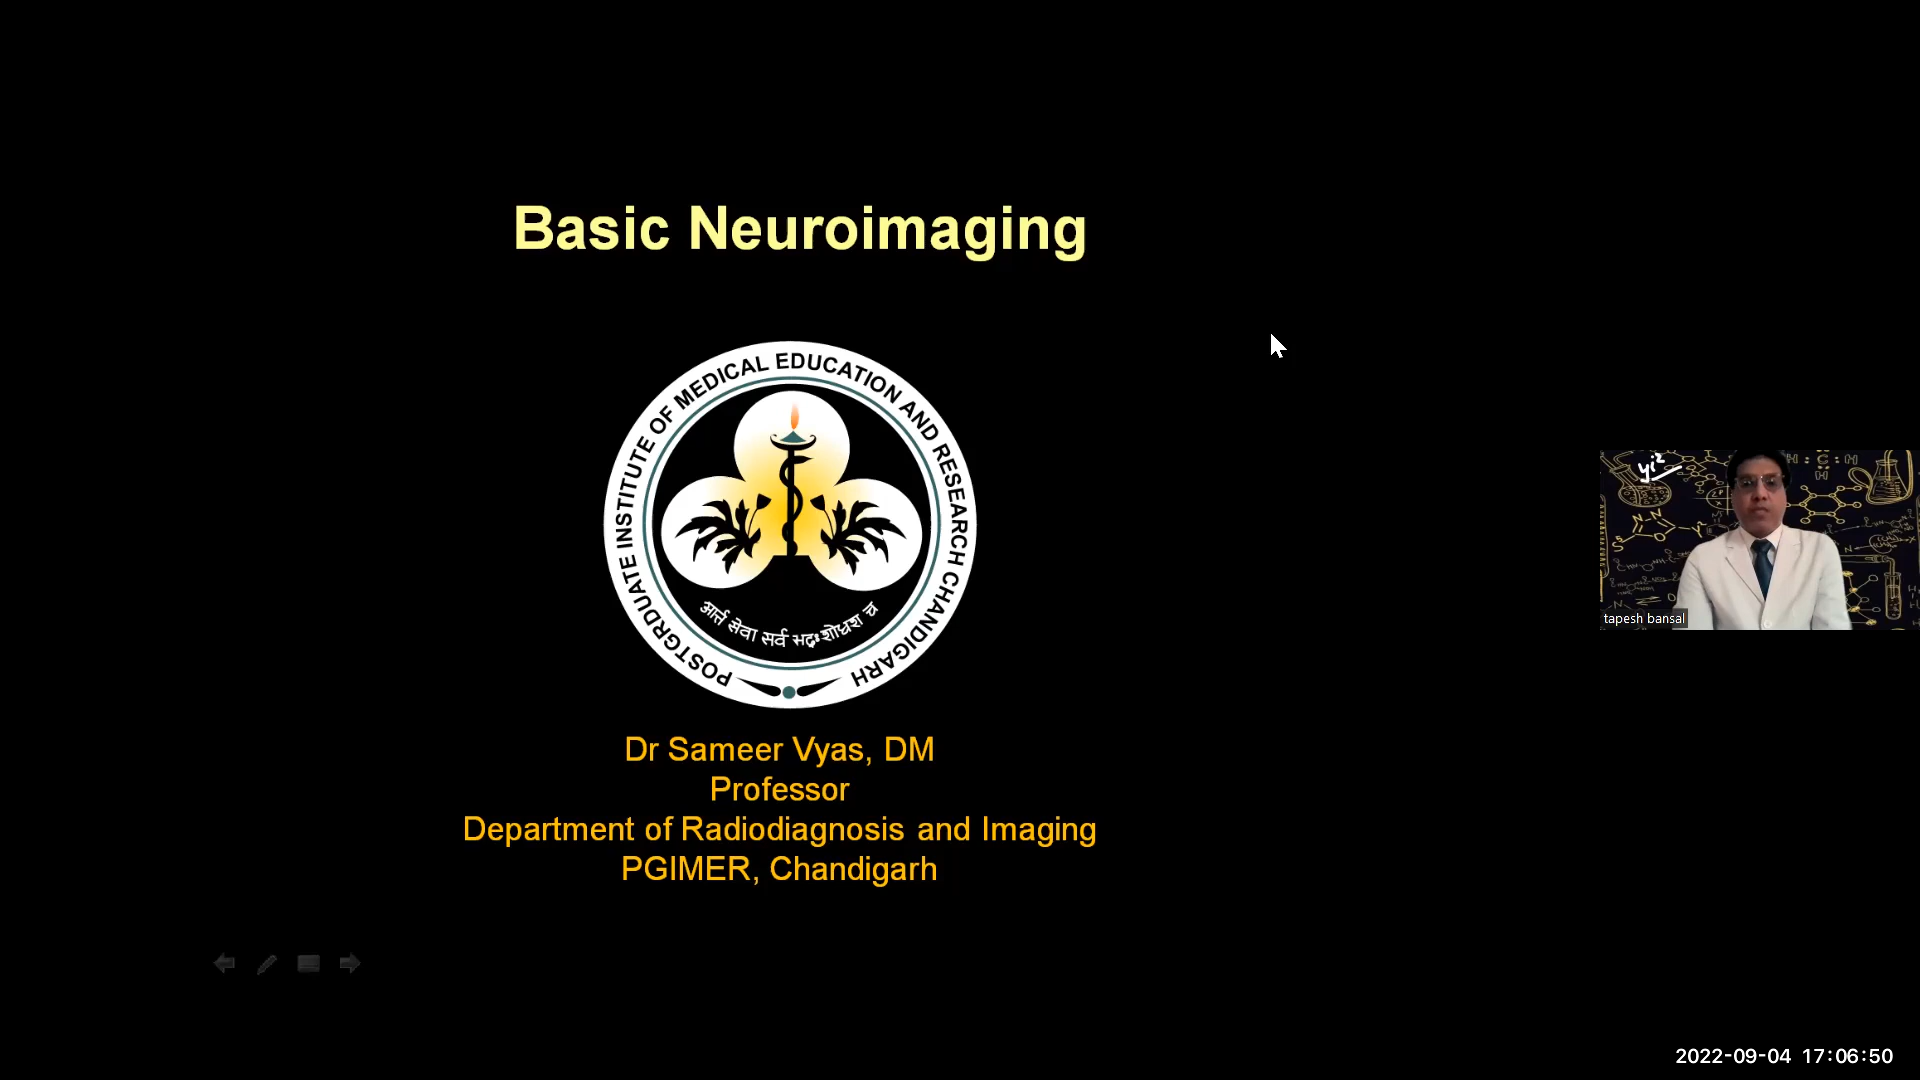 Basic Neuroimaging
POSTGRDUATE INSTITUTE OF MEDICAL EDUCATION AND RESEARCH CHANDIGARH
Dr Sameer Vyas, DM
Professor
Department of Radiodiagnosis and Imaging
PGIMER, Chandigarh
tapesh bansal
2022-09-04 17:06:50